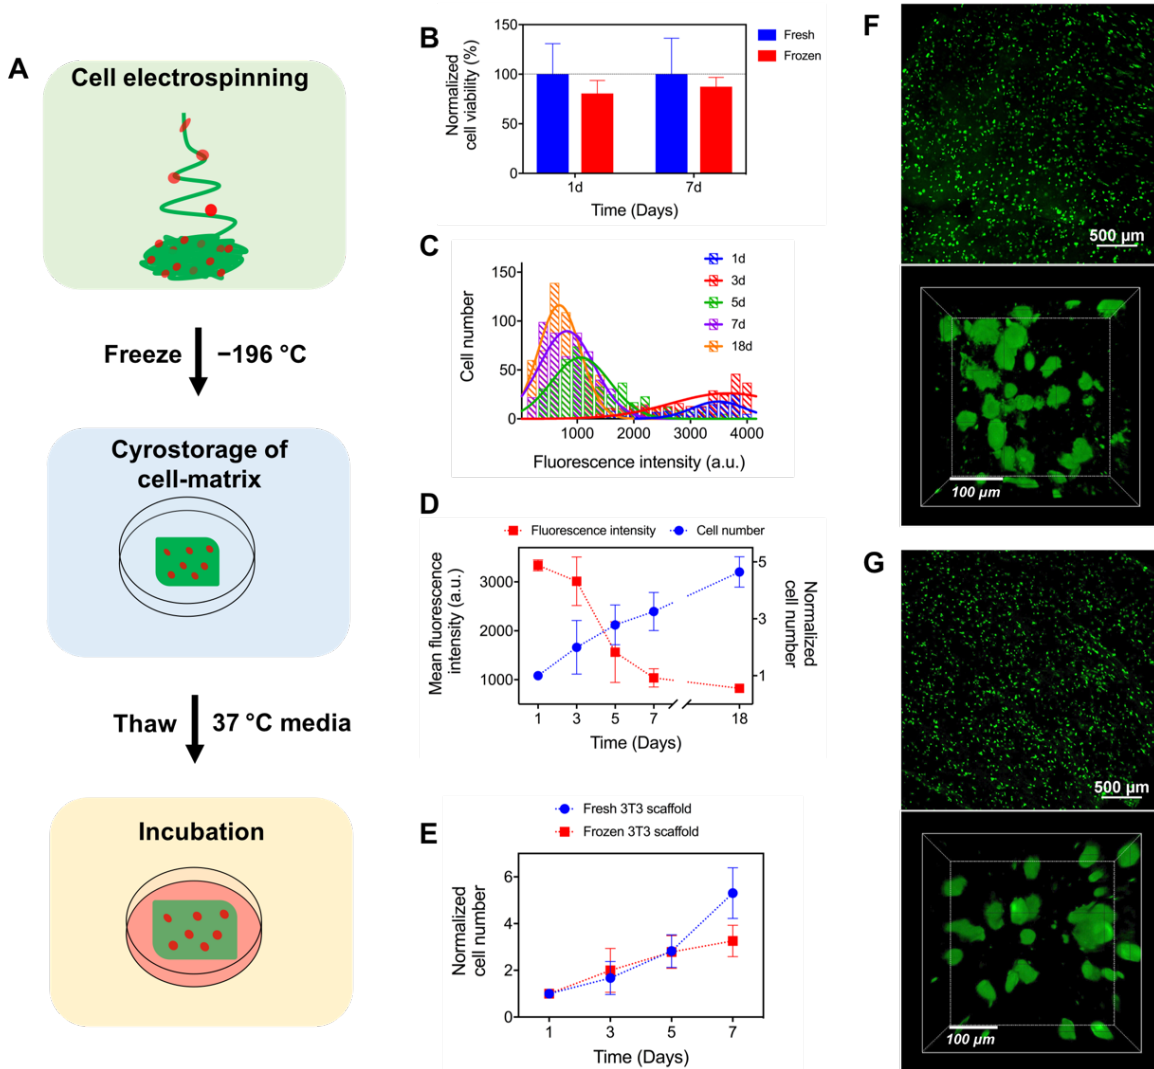 A
Cell electrospinning
Freeze
−196 °C
Cyrostorage of
cell-matrix
Thaw
37 °C media
Incubation
B
Normalized
cell viability (%)
150
100
50
0
1d
7d
Time (Days)
Fresh
Frozen
C
Cell number
150
100
50
0
1000
2000
3000
4000
Fluorescence intensity (a.u.)
1d
3d
5d
7d
18d
D
Fluorescence intensity
Cell number
Mean fluorescence
intensity (a.u.)
3000
2000
1000
5
3
1
Normalized
cell number
1
3
5
7
18
Time (Days)
E
Fresh 3T3 scaffold
Frozen 3T3 scaffold
Normalized
cell number
6
4
2
0
1
3
5
7
Time (Days)
F
500 µm
100 µm
G
500 µm
100 µm